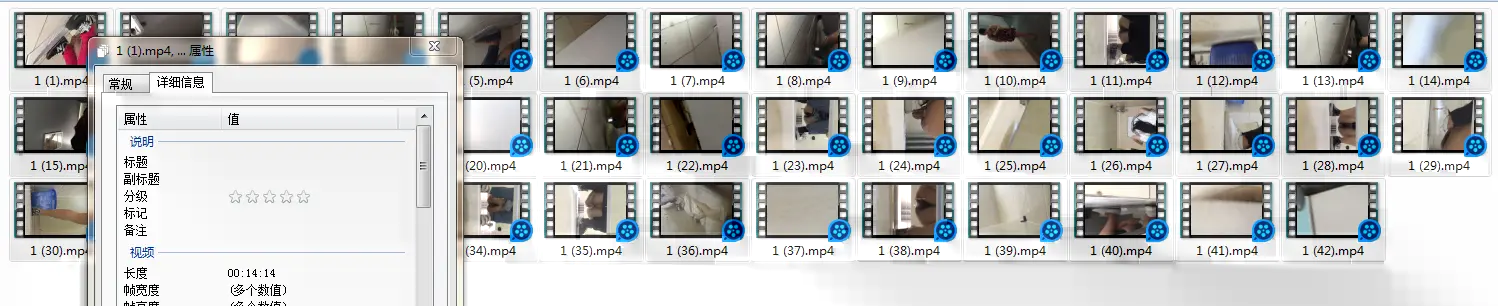 1 (1).mp4, ... 属性
常规 详细信息
属性 值
说明
标题
副标题
分级
标记
备注
视频
长度 00:14:14
帧宽度 (多个数值)
帧高度 (多个数值)
1 (1).mp4 (5).mp4 1 (6).mp4 1 (7).mp4 1 (8).mp4 1 (9).mp4 1 (10).mp4 1 (11).mp4 1 (12).mp4 1 (13).mp4 1 (14).mp4
1 (15).mp4 (20).mp4 1 (21).mp4 1 (22).mp4 1 (23).mp4 1 (24).mp4 1 (25).mp4 1 (26).mp4 1 (27).mp4 1 (28).mp4 1 (29).mp4
1 (30).mp4 (34).mp4 1 (35).mp4 1 (36).mp4 1 (37).mp4 1 (38).mp4 1 (39).mp4 1 (40).mp4 1 (41).mp4 1 (42).mp4